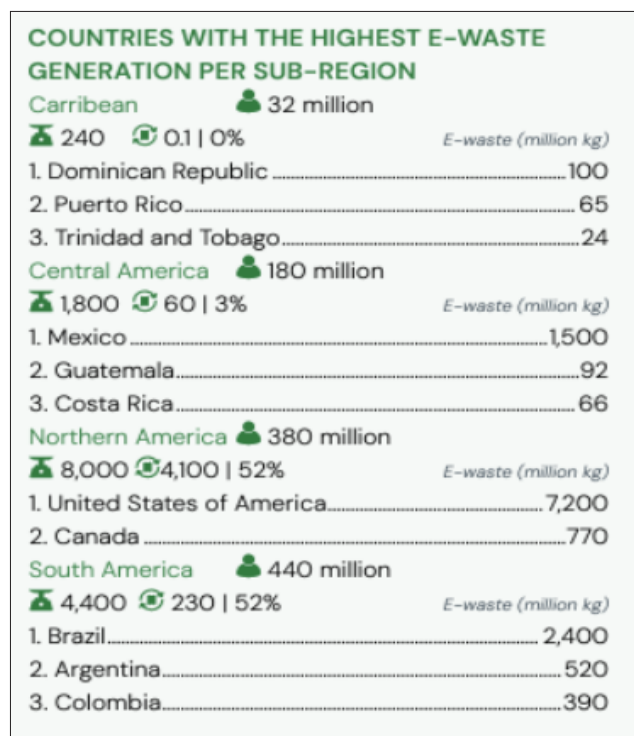 COUNTRIES WITH THE HIGHEST E-WASTE
GENERATION PER SUB-REGION
Carribean 32 million
240 0.1 | 0% E-waste (million kg)
1. Dominican Republic 100
2. Puerto Rico 65
3. Trinidad and Tobago 24
Central America 180 million
1,800 60 | 3% E-waste (million kg)
1. Mexico 1,500
2. Guatemala 92
3. Costa Rica 66
Northern America 380 million
8,000 4,100 | 52% E-waste (million kg)
1. United States of America 7,200
2. Canada 770
South America 440 million
4,400 230 | 52% E-waste (million kg)
1. Brazil 2,400
2. Argentina 520
3. Colombia 390